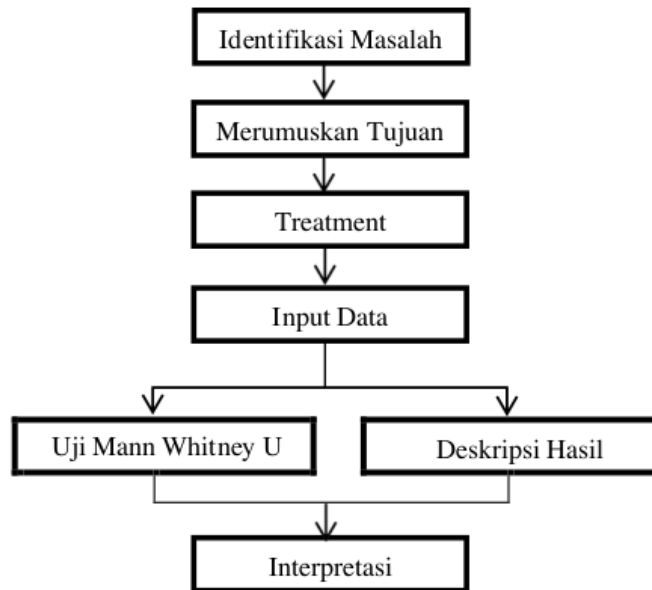 Identifikasi Masalah
Merumuskan Tujuan
Treatment
Input Data
Uji Mann Whitney U
Deskripsi Hasil
Interpretasi